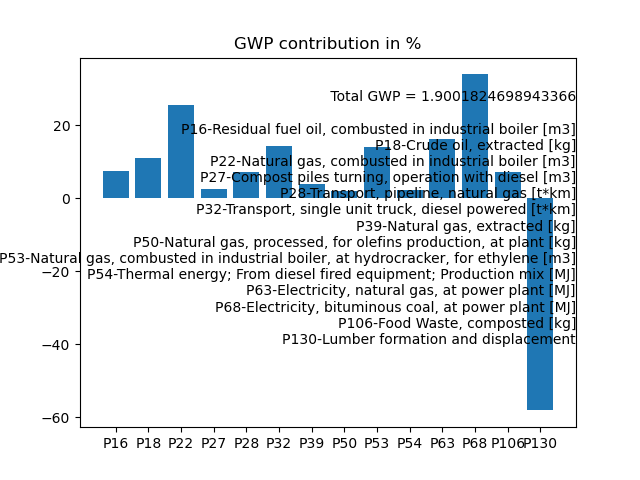 GWP contribution in %
Total GWP = 1.9001824698943366
P16-Residual fuel oil, combusted in industrial boiler [m3]
P18-Crude oil, extracted [kg]
P22-Natural gas, combusted in industrial boiler [m3]
P27-Compost piles turning, operation with diesel [m3]
P28-Transport, pipeline, natural gas [t*km]
P32-Transport, single unit truck, diesel powered [t*km]
P39-Natural gas, extracted [kg]
P50-Natural gas, processed, for olefins production, at plant [kg]
P53-Natural gas, combusted in industrial boiler, at hydrocracker, for ethylene [m3]
P54-Thermal energy; From diesel fired equipment; Production mix [MJ]
P63-Electricity, natural gas, at power plant [MJ]
P68-Electricity, bituminous coal, at power plant [MJ]
P106-Food Waste, composted [kg]
P130-Lumber formation and displacement
20
0
−20
−40
−60
P16 P18 P22 P27 P28 P32 P39 P50 P53 P54 P63 P68 P106 P130